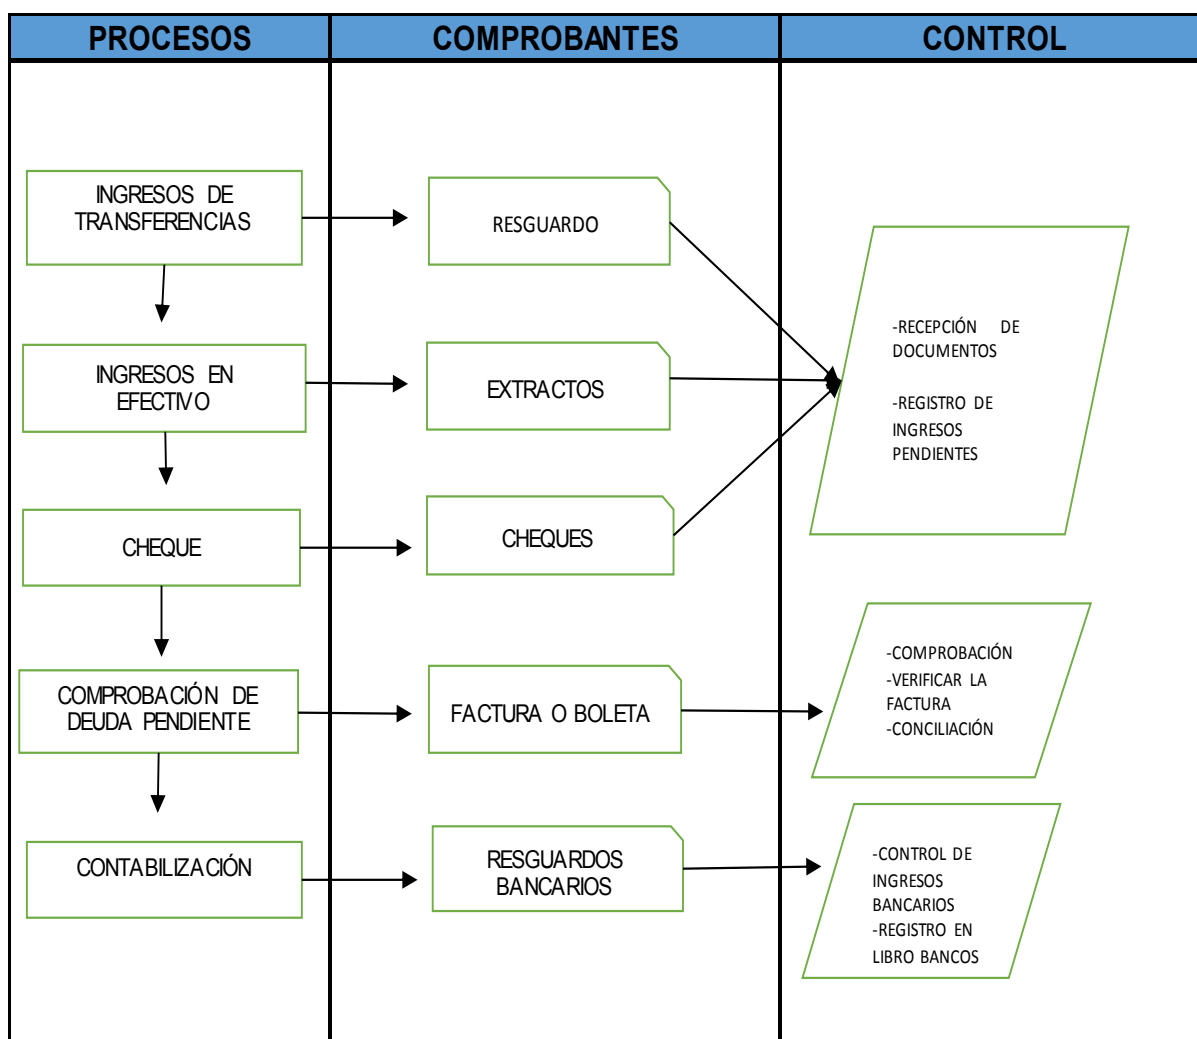 PROCESOS
COMPROBANTES
CONTROL
INGRESOS DE
TRANSFERENCIAS
RESGUARDO
-RECEPCIÓN DE
DOCUMENTOS
-REGISTRO DE
INGRESOS
PENDIENTES
INGRESOS EN
EFECTIVO
EXTRACTOS
CHEQUE
CHEQUES
COMPROBACIÓN DE
DEUDA PENDIENTE
FACTURA O BOLETA
-COMPROBACIÓN
-VERIFICAR LA
FACTURA
-CONCILIACIÓN
CONTABILIZACIÓN
RESGUARDOS
BANCARIOS
-CONTROL DE
INGRESOS
BANCARIOS
-REGISTRO EN
LIBRO BANCOS